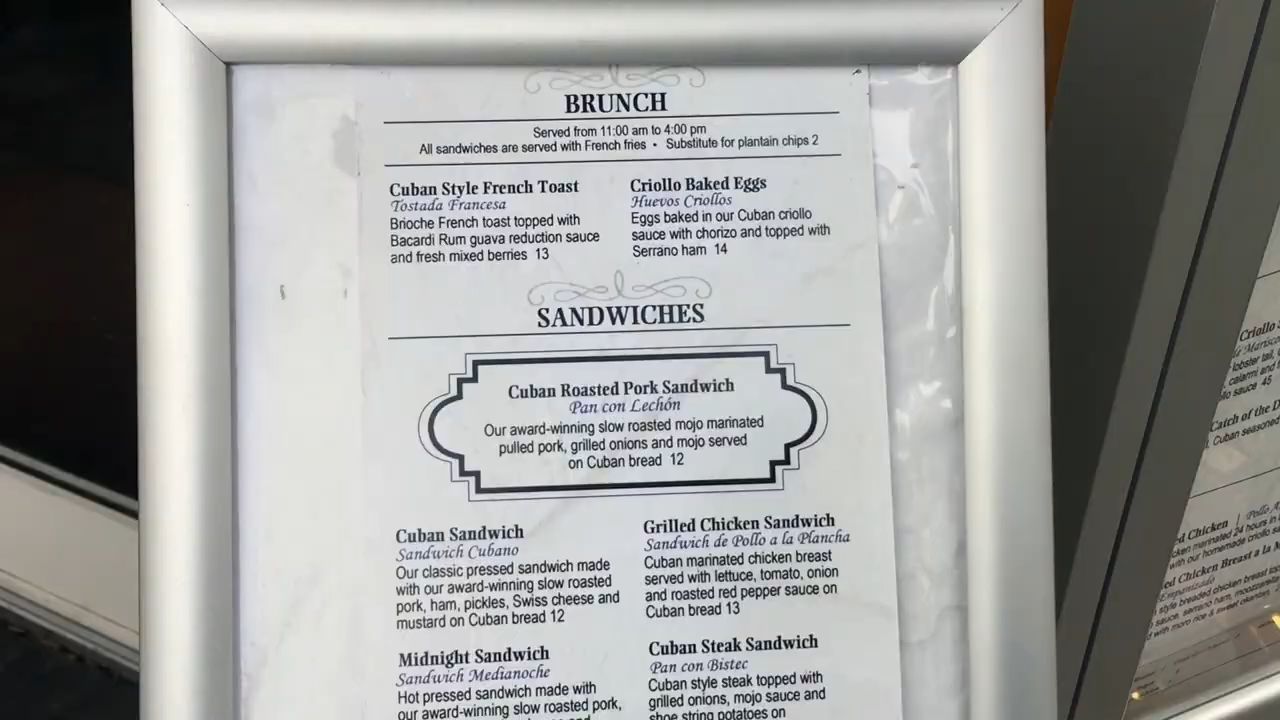 BRUNCH
Served from 11:00 am to 4:00 pm
All sandwiches are served with French fries • Substitute for plantain chips 2
Cuban Style French Toast
Tostada Francesa
Brioche French toast topped with
Bacardi Rum guava reduction sauce
and fresh mixed berries 13
Criollo Baked Eggs
Huevos Criollos
Eggs baked in our Cuban criollo
sauce with chorizo and topped with
Serrano ham 14
SANDWICHES
Cuban Roasted Pork Sandwich
Pan con Lechón
Our award-winning slow roasted mojo marinated
pulled pork, grilled onions and mojo served
on Cuban bread 12
Cuban Sandwich
Sandwich Cubano
Our classic pressed sandwich made
with our award-winning slow roasted
pork, ham, pickles, Swiss cheese and
mustard on Cuban bread 12
Grilled Chicken Sandwich
Sandwich de Pollo a la Plancha
Cuban marinated chicken breast
served with lettuce, tomato, onion
and roasted red pepper sauce on
Cuban bread 13
Midnight Sandwich
Sandwich Medianoche
Hot pressed sandwich made with
our award-winning slow roasted pork,
Cuban Steak Sandwich
Pan con Bistec
Cuban style steak topped with
grilled onions, mojo sauce and
shoe string potatoes on
Criollo
lobster tail,
calarmi and
sauce 45
Catch of the
Cuban seasoned
Chicken | Pollo
marinated 24 hours in
with our homemade criollo
Chicken Breast a la
Empanizado
style breaded chicken breast
sauce, serrano ham,
with moro rice & sweet